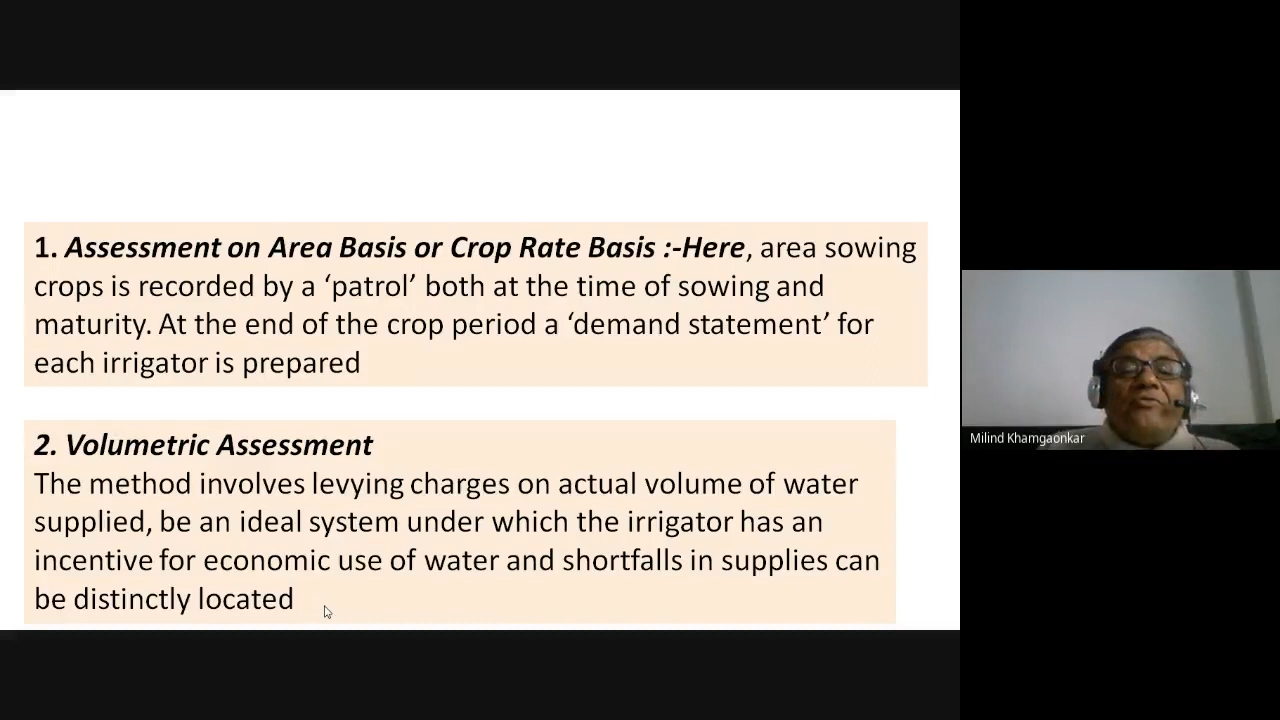 1. Assessment on Area Basis or Crop Rate Basis :-Here, area sowing
crops is recorded by a ‘patrol’ both at the time of sowing and
maturity. At the end of the crop period a ‘demand statement’ for
each irrigator is prepared
2. Volumetric Assessment
The method involves levying charges on actual volume of water
supplied, be an ideal system under which the irrigator has an
incentive for economic use of water and shortfalls in supplies can
be distinctly located
Milind Khamgaonkar